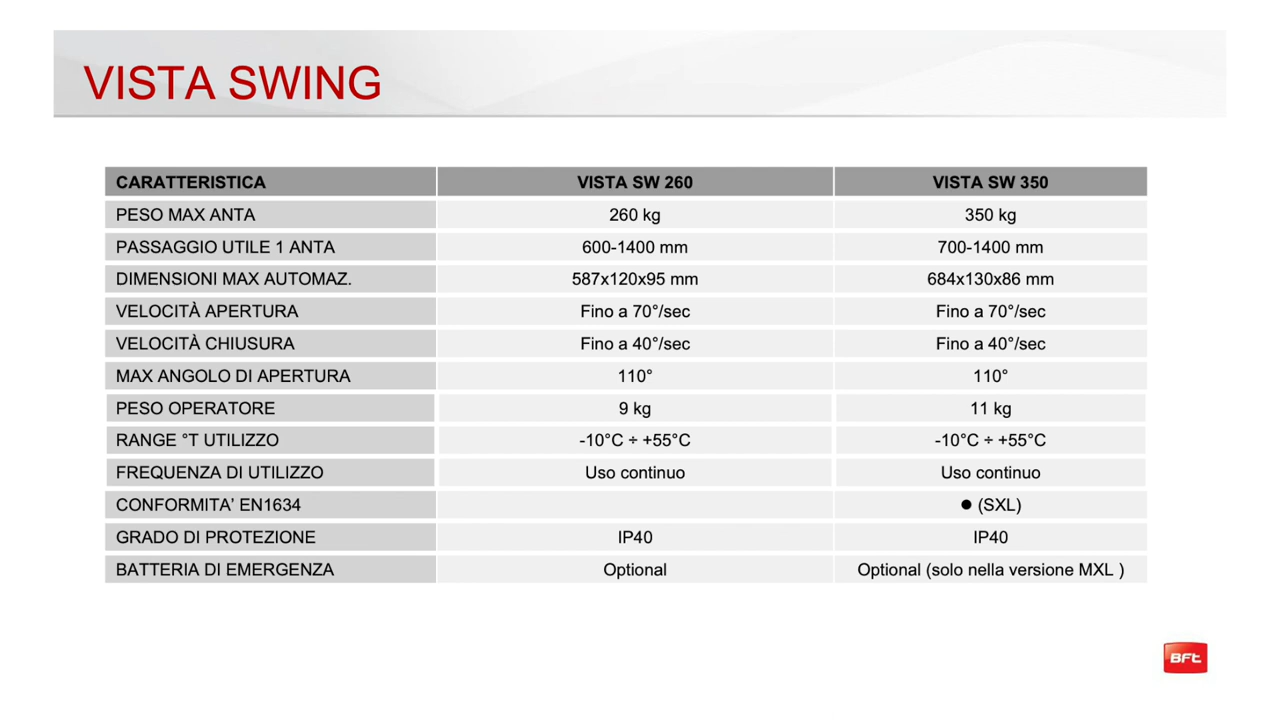 VISTA SWING
CARATTERISTICA VISTA SW 260 VISTA SW 350
PESO MAX ANTA 260 kg 350 kg
PASSAGGIO UTILE 1 ANTA 600-1400 mm 700-1400 mm
DIMENSIONI MAX AUTOMAZ. 587x120x95 mm 684x130x86 mm
VELOCITÀ APERTURA Fino a 70°/sec Fino a 70°/sec
VELOCITÀ CHIUSURA Fino a 40°/sec Fino a 40°/sec
MAX ANGOLO DI APERTURA 110° 110°
PESO OPERATORE 9 kg 11 kg
RANGE °T UTILIZZO -10°C ÷ +55°C -10°C ÷ +55°C
FREQUENZA DI UTILIZZO Uso continuo Uso continuo
CONFORMITA’ EN1634 ● (SXL)
GRADO DI PROTEZIONE IP40 IP40
BATTERIA DI EMERGENZA Optional Optional (solo nella versione MXL )
BFt